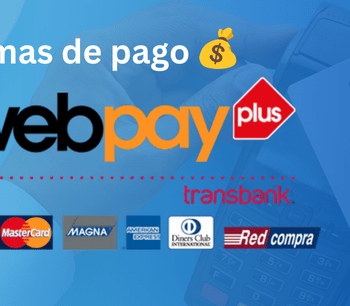 mas de pago 💰
webpay plus
transbank.
MasterCard MAGNA AMERICAN EXPRESS Diners Club INTERNATIONAL Red compra